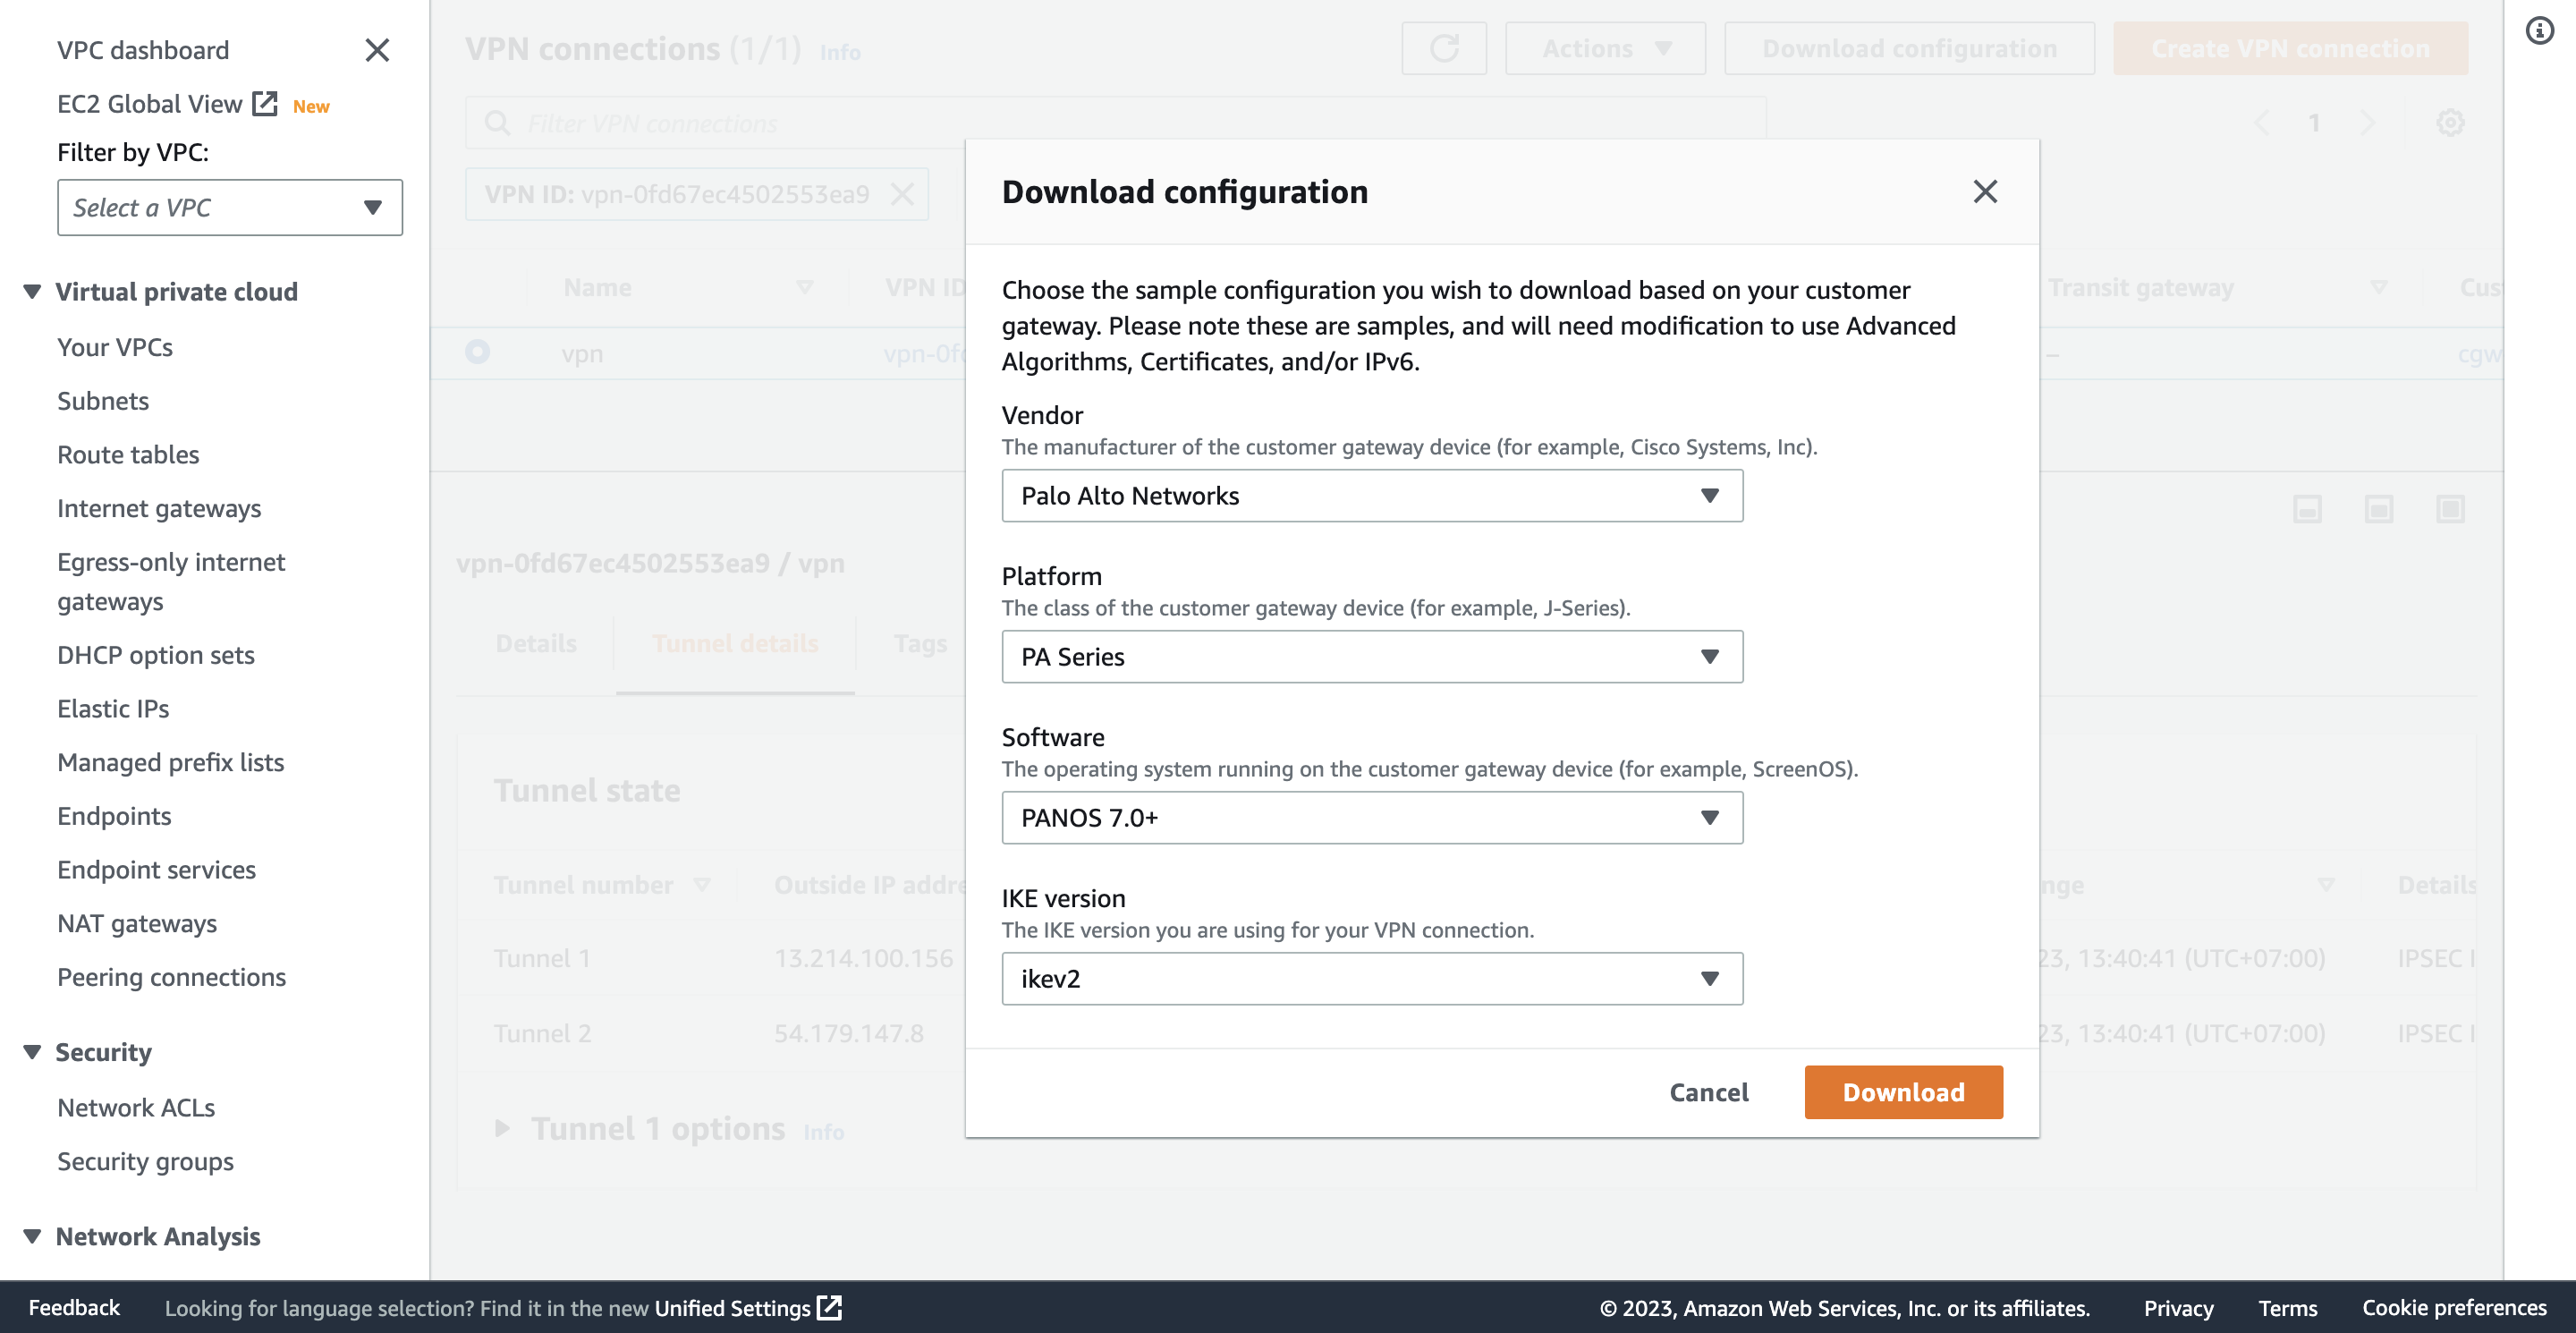 VPC dashboard
EC2 Global View New
Filter by VPC:
Select a VPC
Virtual private cloud
Your VPCs
Subnets
Route tables
Internet gateways
Egress-only internet
gateways
DHCP option sets
Elastic IPs
Managed prefix lists
Endpoints
Endpoint services
NAT gateways
Peering connections
Security
Network ACLs
Security groups
Network Analysis
VPN connections (1/1) Info
Actions
Download configuration
Create VPN connection
Filter VPN connections
1
VPN ID: vpn-0fd67ec4502553ea9
Name
VPN ID
Transit gateway
vpn
–
vpn-0fd67ec4502553ea9 / vpn
Details
Tunnel details
Tags
Tunnel state
Tunnel number
Outside IP
Details
Tunnel 1
13.214.100.156
13:40:41 (UTC+07:00)
IPSEC
Tunnel 2
54.179.147.8
13:40:41 (UTC+07:00)
IPSEC
Tunnel 1 options Info
Download configuration
Choose the sample configuration you wish to download based on your customer
gateway. Please note these are samples, and will need modification to use Advanced
Algorithms, Certificates, and/or IPv6.
Vendor
The manufacturer of the customer gateway device (for example, Cisco Systems, Inc).
Palo Alto Networks
Platform
The class of the customer gateway device (for example, J-Series).
PA Series
Software
The operating system running on the customer gateway device (for example, ScreenOS).
PANOS 7.0+
IKE version
The IKE version you are using for your VPN connection.
ikev2
Cancel
Download
Feedback
Looking for language selection? Find it in the new Unified Settings
© 2023, Amazon Web Services, Inc. or its affiliates.
Privacy
Terms
Cookie preferences